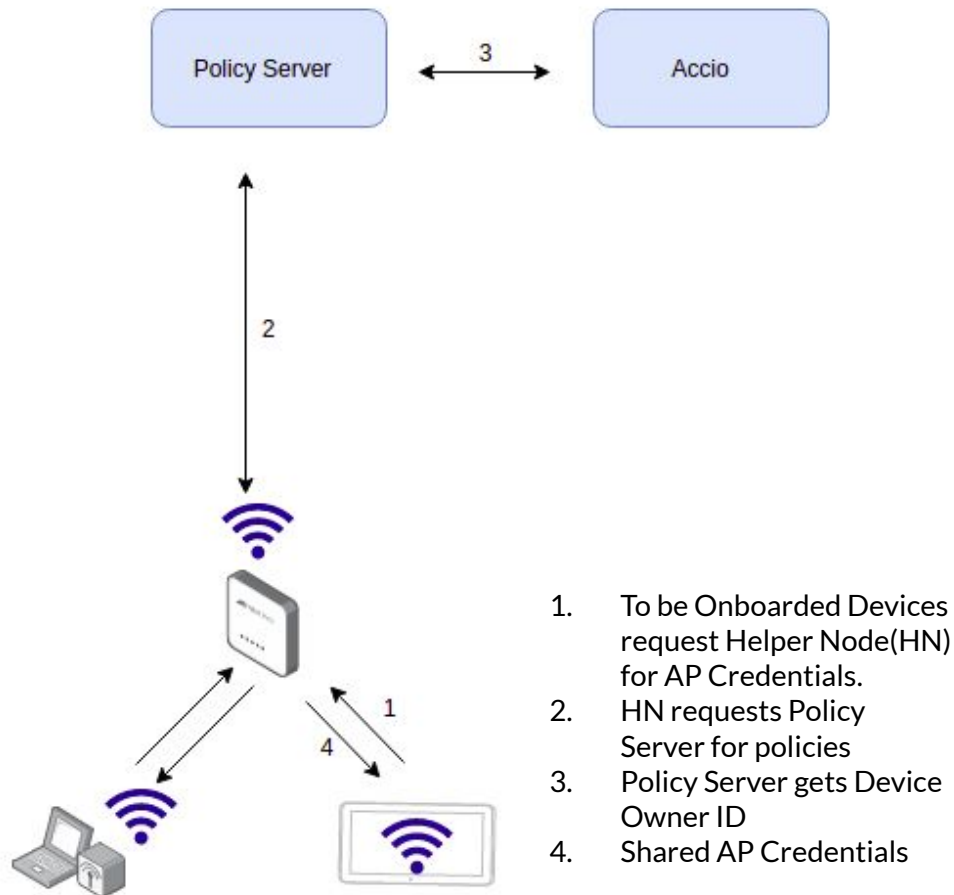 Policy Server
3
Accio
2
1
4
1. To be Onboarded Devices
request Helper Node(HN)
for AP Credentials.
2. HN requests Policy
Server for policies
3. Policy Server gets Device
Owner ID
4. Shared AP Credentials